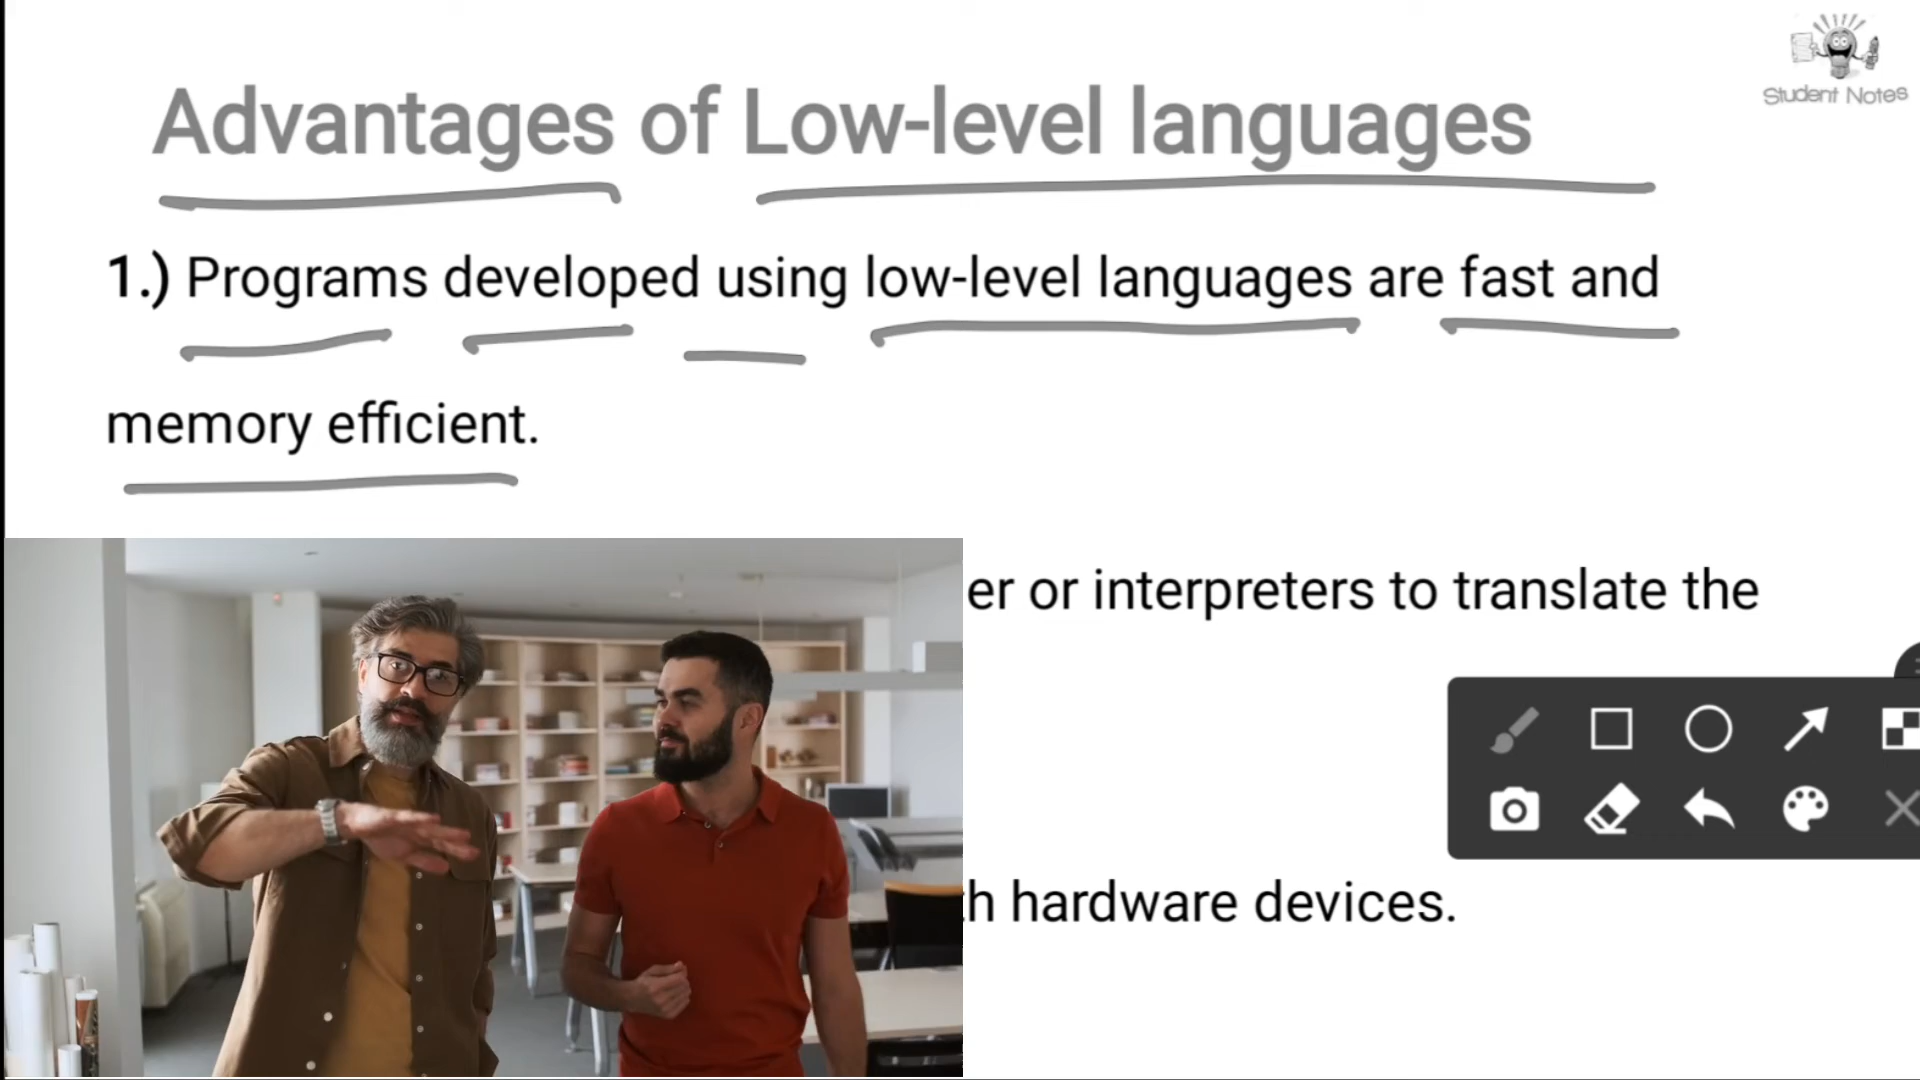 Student Notes
Advantages of Low-level languages
1.) Programs developed using low-level languages are fast and
memory efficient.
or interpreters to translate the
hardware devices.